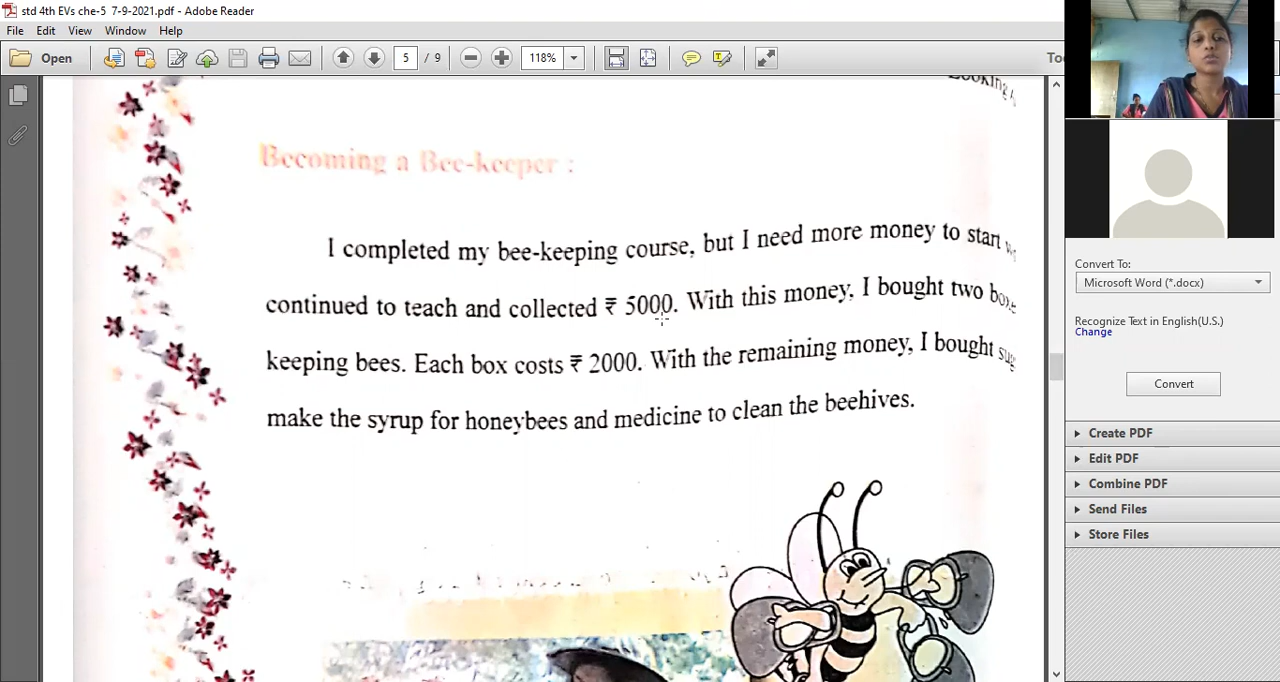 std 4th EVs che-5 7-9-2021.pdf - Adobe Reader
File Edit View Window Help
Open 5 / 9 118%
Becoming a Bee-keeper :
I completed my bee-keeping course, but I need more money to start
continued to teach and collected ₹ 5000. With this money, I bought two
keeping bees. Each box costs ₹ 2000. With the remaining money, I bought
make the syrup for honeybees and medicine to clean the beehives.
Convert To:
Microsoft Word (*.docx)
Recognize Text in English(U.S.)
Change
Convert
Create PDF
Edit PDF
Combine PDF
Send Files
Store Files